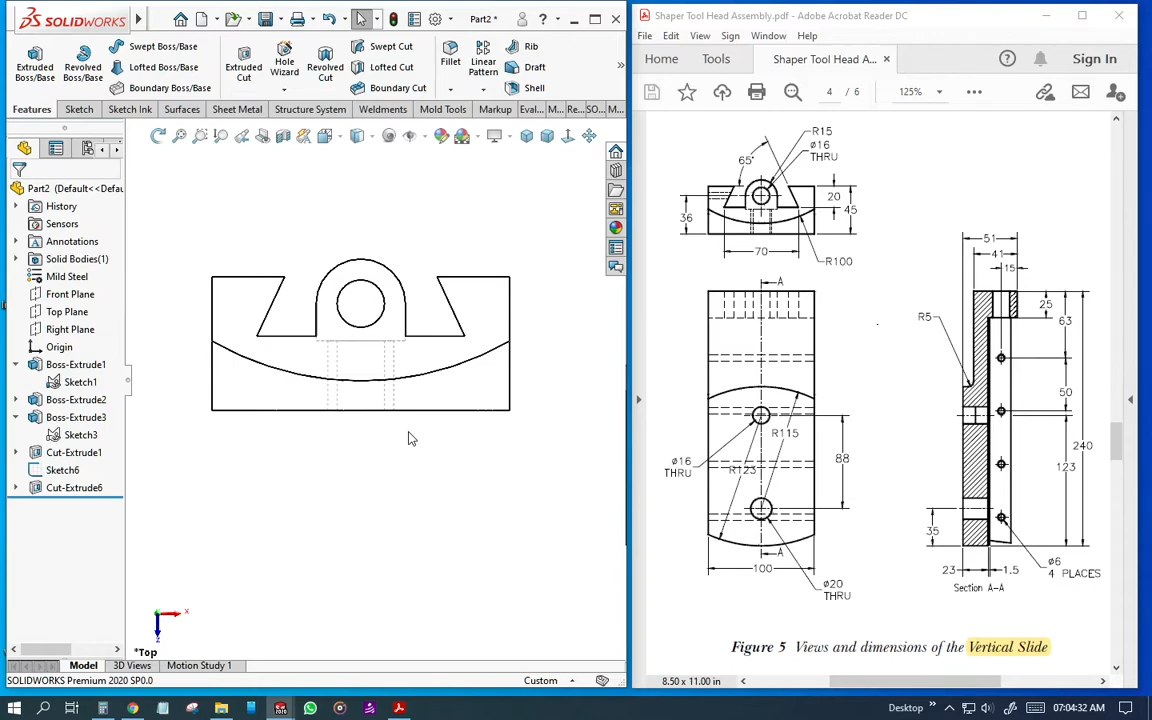 SOLIDWORKS
Part2 *
Shaper Tool Head Assembly.pdf - Adobe Acrobat Reader DC
File Edit View Sign Window Help
Extruded
Boss/Base
Revolved
Boss/Base
Swept Boss/Base
Lofted Boss/Base
Boundary Boss/Base
Extruded
Cut
Hole
Wizard
Revolved
Cut
Swept Cut
Lofted Cut
Boundary Cut
Fillet
Linear
Pattern
Rib
Draft
Shell
Home Tools Shaper Tool Head A... × Sign In
4 / 6 125%
Features Sketch Sketch Ink Surfaces Sheet Metal Structure System Weldments Mold Tools Markup Eval... M... Re... SO... M...
Part2 (Default<<Defau
History
Sensors
Annotations
Solid Bodies(1)
Mild Steel
Front Plane
Top Plane
Right Plane
Origin
Boss-Extrude1
Sketch1
Boss-Extrude2
Boss-Extrude3
Sketch3
Cut-Extrude1
Sketch6
Cut-Extrude6
x
z
*Top
Model 3D Views Motion Study 1
SOLIDWORKS Premium 2020 SP0.0
Custom
R15
ø16
THRU
65°
20
45
36
70
R100
51
41
15
A
R5
25
63
50
240
123
R115
R123
88
ø16
THRU
35
A
100
ø20
THRU
23
1.5
ø6
4 PLACES
Section A-A
Figure 5 Views and dimensions of the Vertical Slide
8.50 x 11.00 in
Desktop
07:04:32 AM